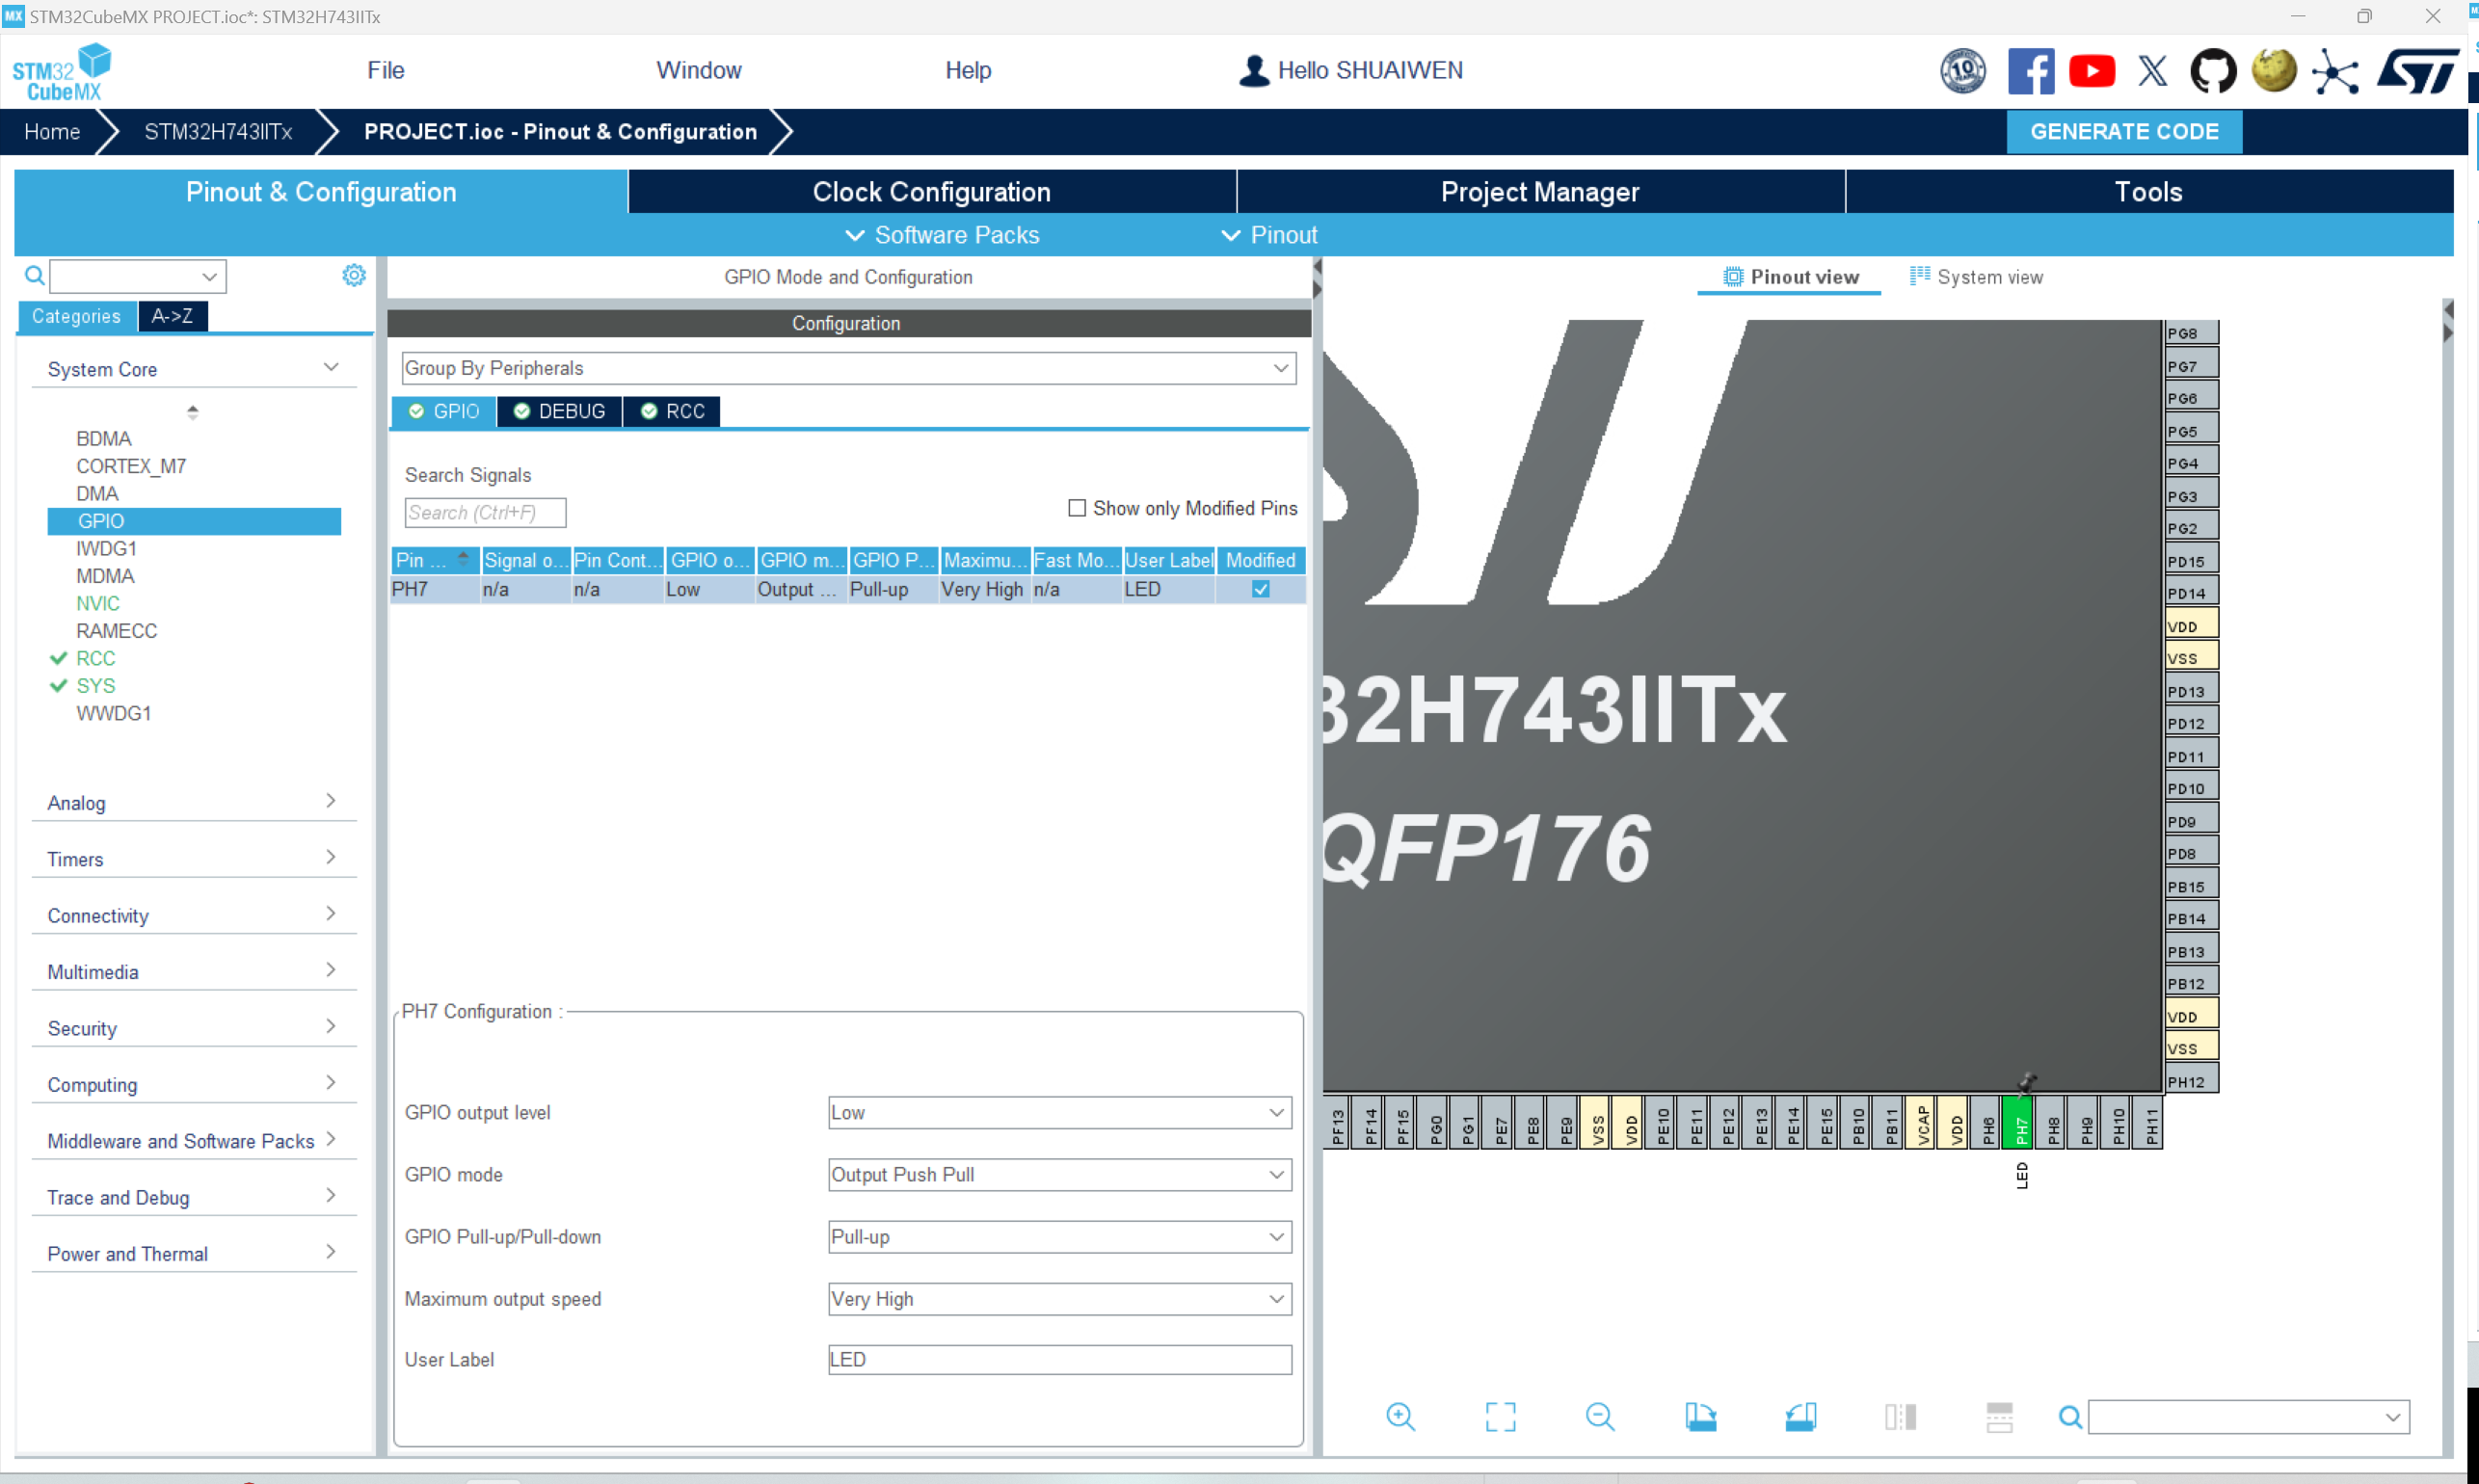 MX STM32CubeMX PROJECT.ioc*: STM32H743IITx
STM32
CubeMX
File
Window
Help
Hello SHUAIWEN
10
ST
Home
STM32H743IITx
PROJECT.ioc - Pinout & Configuration
GENERATE CODE
Pinout & Configuration
Clock Configuration
Project Manager
Tools
Software Packs
Pinout
Categories
A->Z
System Core
BDMA
CORTEX_M7
DMA
GPIO
IWDG1
MDMA
NVIC
RAMECC
RCC
SYS
WWDG1
Analog
Timers
Connectivity
Multimedia
Security
Computing
Middleware and Software Packs
Trace and Debug
Power and Thermal
GPIO Mode and Configuration
Configuration
Group By Peripherals
GPIO
DEBUG
RCC
Search Signals
Search (Ctrl+F)
Show only Modified Pins
Pin ... Signal o... Pin Cont... GPIO o... GPIO m... GPIO P... Maximu... Fast Mo... User Label Modified
PH7 n/a n/a Low Output ... Pull-up Very High n/a LED
PH7 Configuration :
GPIO output level Low
GPIO mode Output Push Pull
GPIO Pull-up/Pull-down Pull-up
Maximum output speed Very High
User Label LED
Pinout view
System view
32H743IITx
QFP176
PG8
PG7
PG6
PG5
PG4
PG3
PG2
PD15
PD14
VDD
VSS
PD13
PD12
PD11
PD10
PD9
PD8
PB15
PB14
PB13
PB12
VDD
VSS
PH12
PF13
PF14
PF15
PG0
PG1
PE7
PE8
PE9
VSS
VDD
PE10
PE11
PE12
PE13
PE14
PE15
PB10
PB11
VCAP
VDD
PH6
PH7
PH8
PH9
PH10
PH11
LED